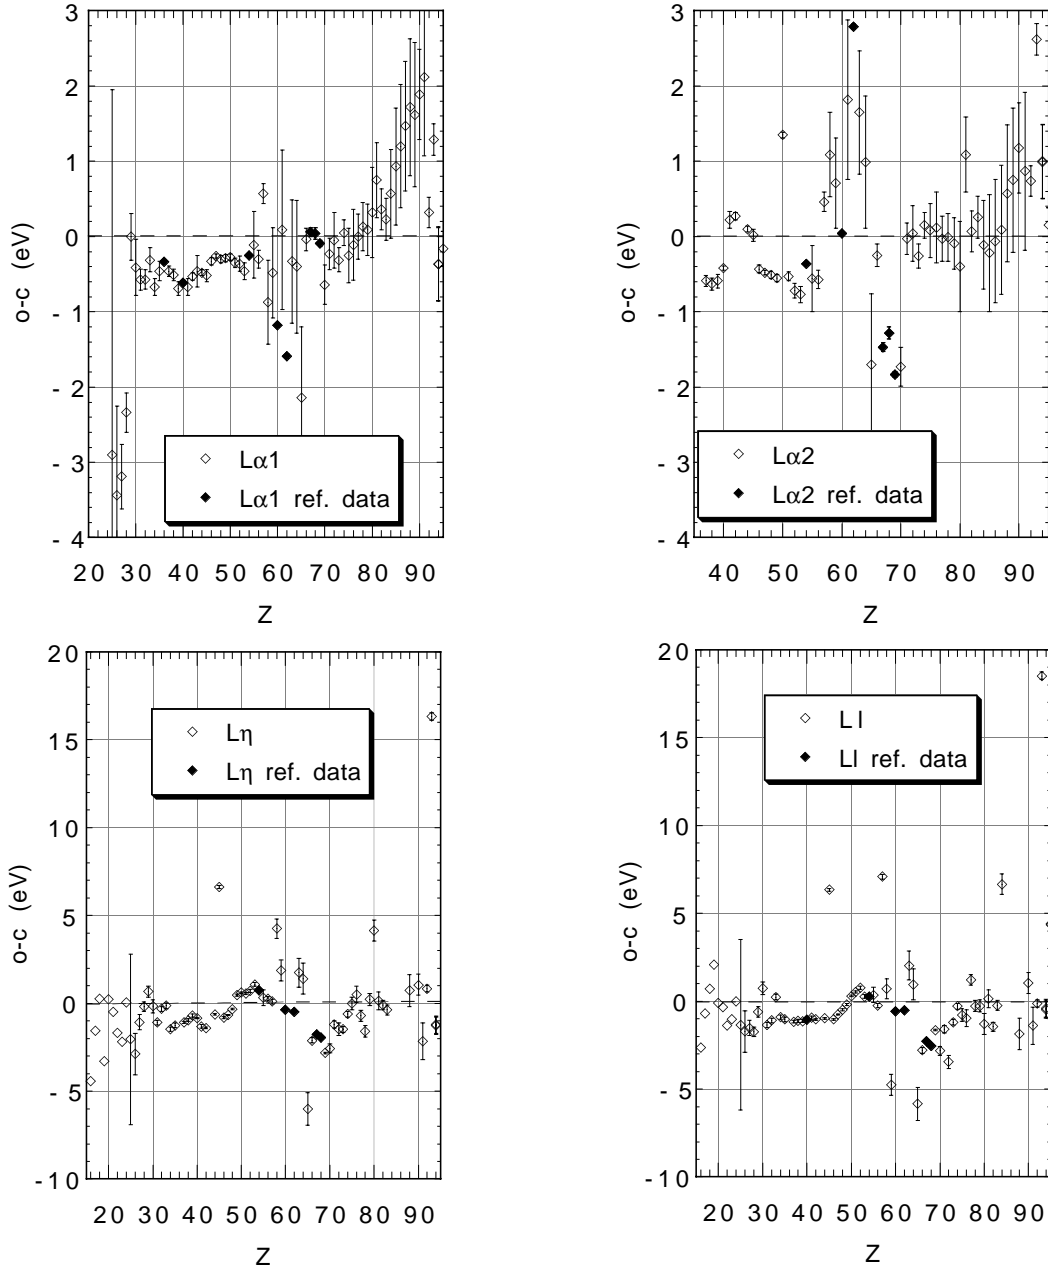 3
2
1
0
- 1
- 2
- 3
- 4
o-c (eV)
Lα1
Lα1 ref. data
20 30 40 50 60 70 80 90
Z
3
2
1
0
- 1
- 2
- 3
- 4
o-c (eV)
Lα2
Lα2 ref. data
40 50 60 70 80 90
Z
20
15
10
5
0
-5
-10
o-c (eV)
Lη
Lη ref. data
20 30 40 50 60 70 80 90
Z
20
15
10
5
0
-5
-10
o-c (eV)
Ll
Ll ref. data
20 30 40 50 60 70 80 90
Z